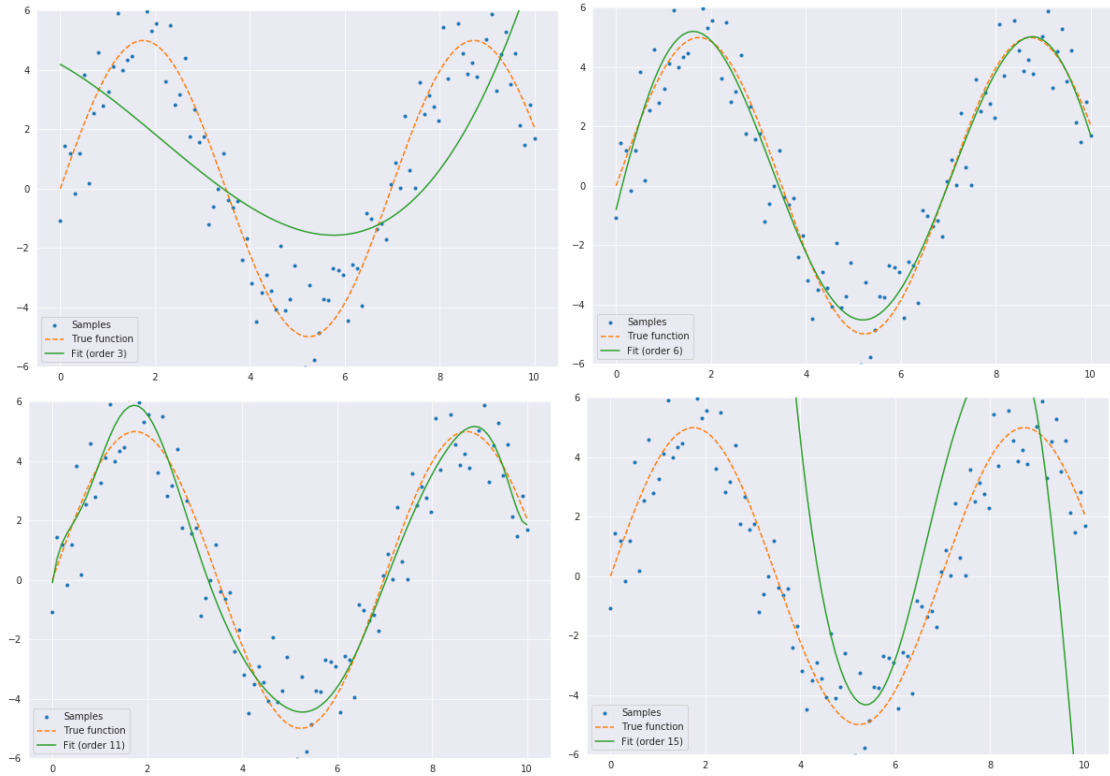 6
4
2
0
−2
−4
−6
Samples
True function
Fit (order 3)
0 2 4 6 8 10
6
4
2
0
−2
−4
−6
Samples
True function
Fit (order 6)
0 2 4 6 8 10
6
4
2
0
−2
−4
−6
Samples
True function
Fit (order 11)
0 2 4 6 8 10
6
4
2
0
−2
−4
−6
Samples
True function
Fit (order 15)
0 2 4 6 8 10